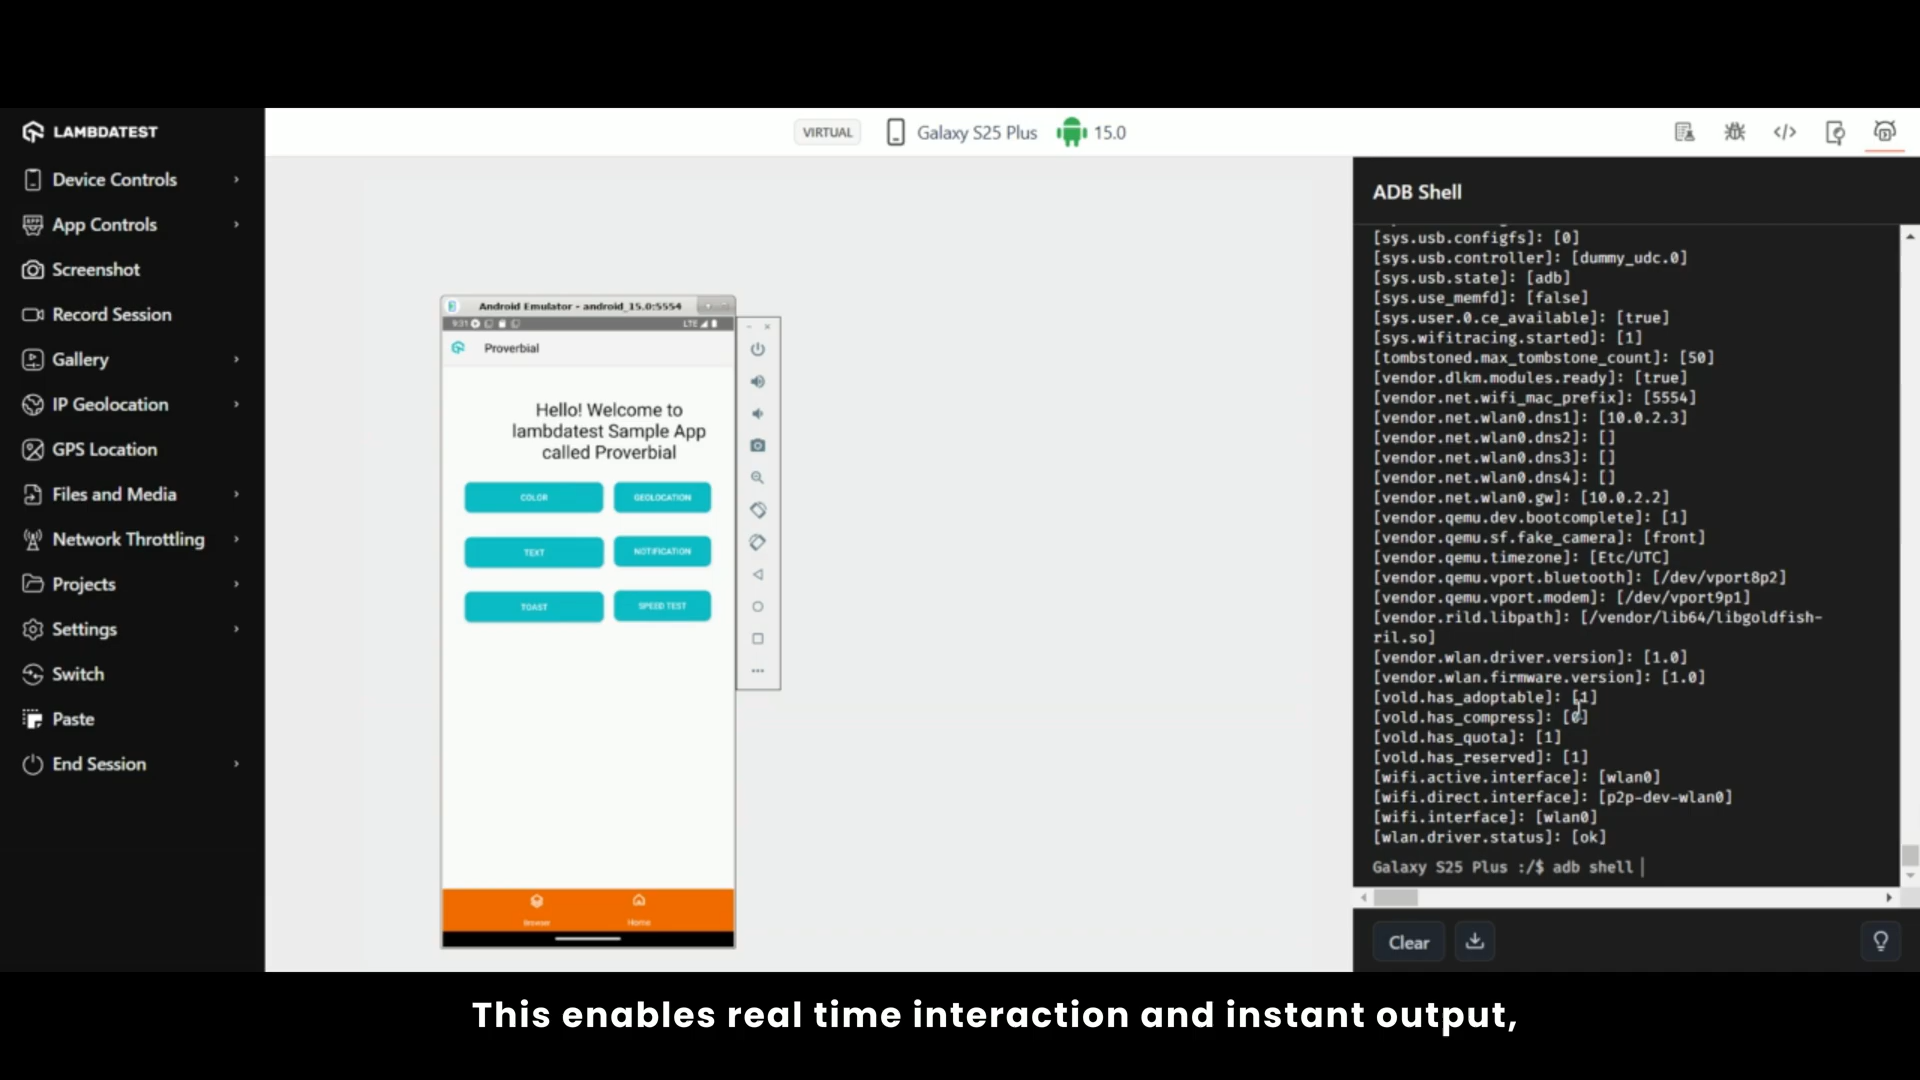 LAMBDATEST
Device Controls
App Controls
Screenshot
Record Session
Gallery
IP Geolocation
GPS Location
Files and Media
Network Throttling
Projects
Settings
Switch
Paste
End Session
VIRTUAL
Galaxy S25 Plus
15.0
Android Emulator - android_15.0:5554
9:31
LTE
Proverbial
Hello! Welcome to
lambdatest Sample App
called Proverbial
COLOR
GEOLOCATION
TEXT
NOTIFICATION
TOAST
SPEED TEST
Browser
Home
ADB Shell
[sys.usb.configfs]: [0]
[sys.usb.controller]: [dummy_udc.0]
[sys.usb.state]: [adb]
[sys.use_memfd]: [false]
[sys.user.0.ce_available]: [true]
[sys.wifitracing.started]: [1]
[tombstoned.max_tombstone_count]: [50]
[vendor.dlkm.modules.ready]: [true]
[vendor.net.wifi_mac_prefix]: [5554]
[vendor.net.wlan0.dns1]: [10.0.2.3]
[vendor.net.wlan0.dns2]: []
[vendor.net.wlan0.dns3]: []
[vendor.net.wlan0.dns4]: []
[vendor.net.wlan0.gw]: [10.0.2.2]
[vendor.qemu.dev.bootcomplete]: [1]
[vendor.qemu.sf.fake_camera]: [front]
[vendor.qemu.timezone]: [Etc/UTC]
[vendor.qemu.vport.bluetooth]: [/dev/vport8p2]
[vendor.qemu.vport.modem]: [/dev/vport9p1]
[vendor.rild.libpath]: [/vendor/lib64/libgoldfish-
ril.so]
[vendor.wlan.driver.version]: [1.0]
[vendor.wlan.firmware.version]: [1.0]
[vold.has_adoptable]: [1]
[vold.has_compress]: [0]
[vold.has_quota]: [1]
[vold.has_reserved]: [1]
[wifi.active.interface]: [wlan0]
[wifi.direct.interface]: [p2p-dev-wlan0]
[wifi.interface]: [wlan0]
[wlan.driver.status]: [ok]
Galaxy S25 Plus :/$ adb shell
Clear
This enables real time interaction and instant output,